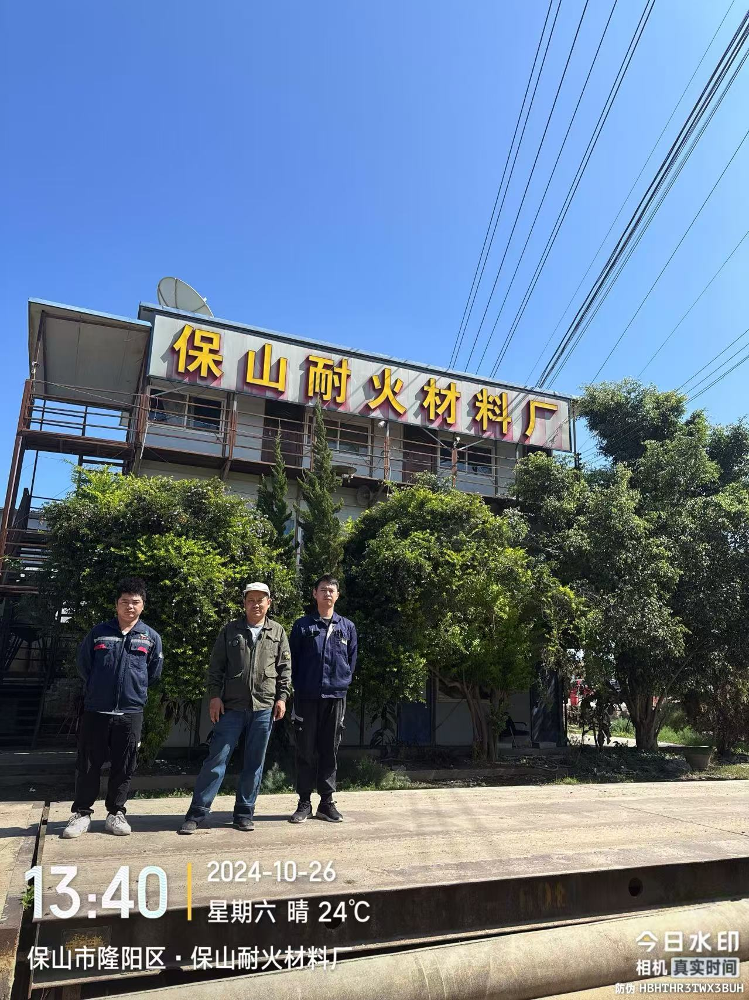 保山耐火材料厂
13:40
2024-10-26
星期六 晴 24℃
保山市隆阳区·保山耐火材料厂
今日水印
相机 真实时间
防伪 HBHTHR3TWX3BUH